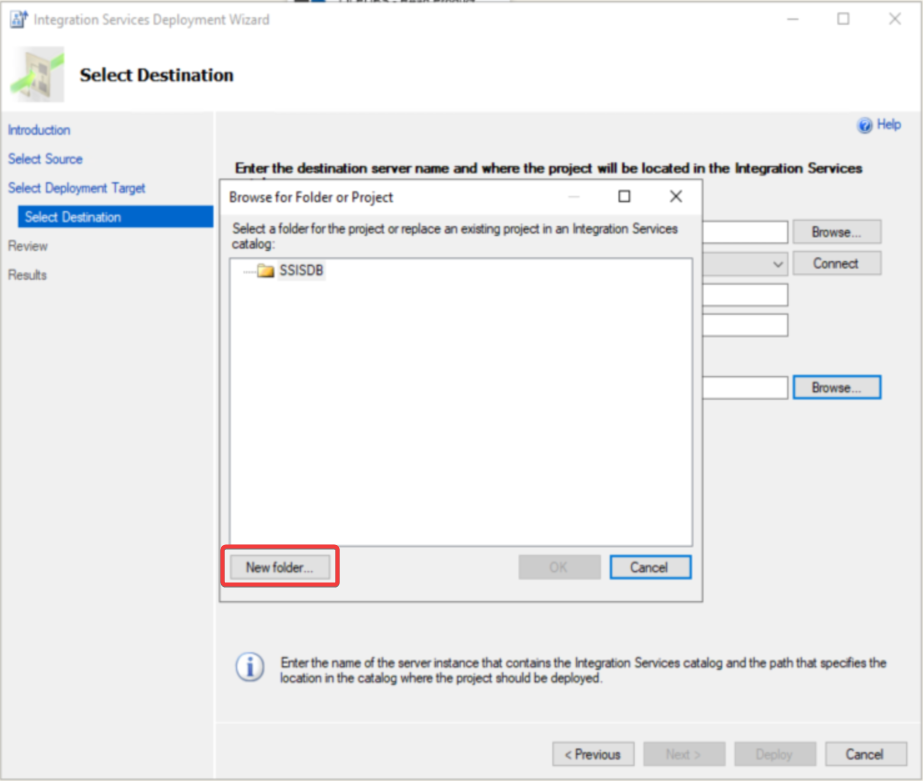 Integration Services Deployment Wizard
Select Destination
Help
Introduction
Select Source
Select Deployment Target
Select Destination
Review
Results
Enter the destination server name and where the project will be located in the Integration Services
Browse for Folder or Project
Select a folder for the project or replace an existing project in an Integration Services
catalog:
SSISDB
Browse...
Connect
Browse...
New folder...
OK
Cancel
Enter the name of the server instance that contains the Integration Services catalog and the path that specifies the
location in the catalog where the project should be deployed.
< Previous
Next >
Deploy
Cancel